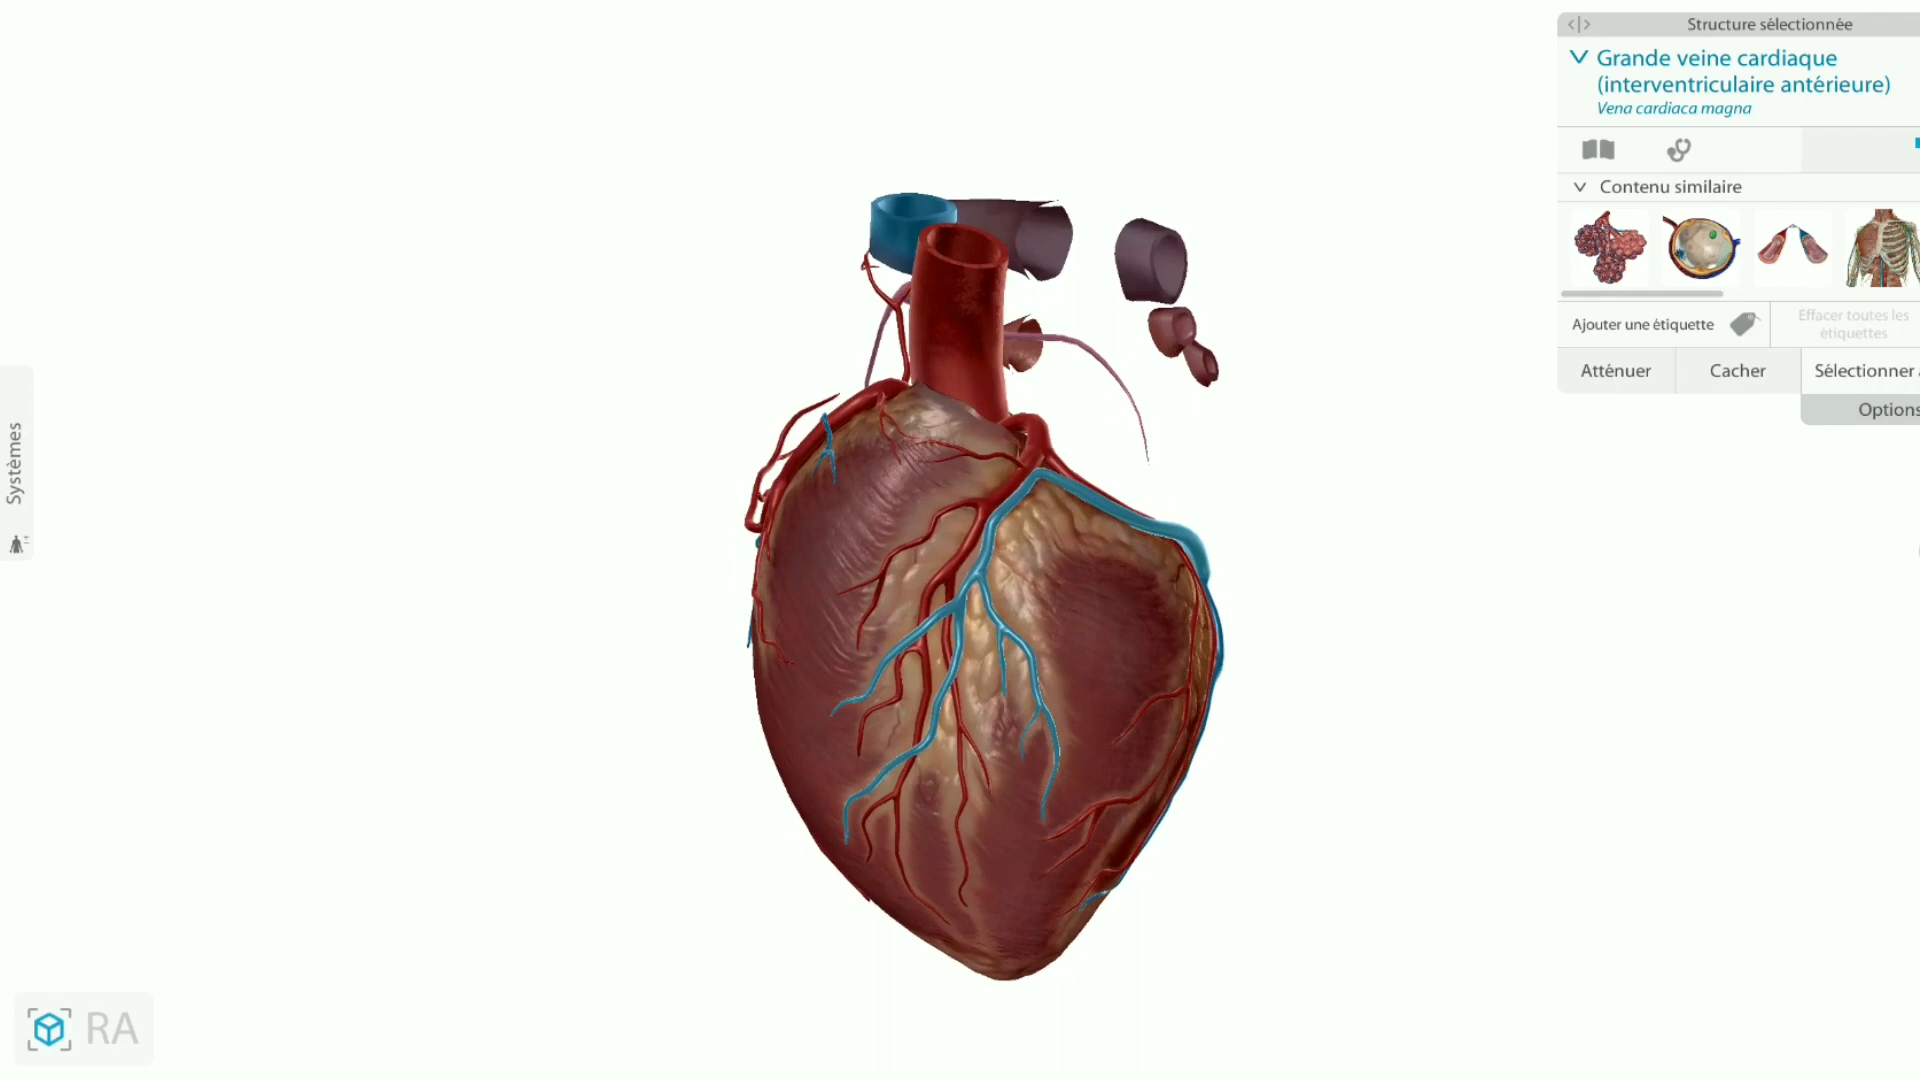 Structure sélectionnée
Grande veine cardiaque
(interventriculaire antérieure)
Vena cardiaca magna
Contenu similaire
Ajouter une étiquette
Effacer toutes les
étiquettes
Atténuer
Cacher
Sélectionner
Options
Systèmes
RA